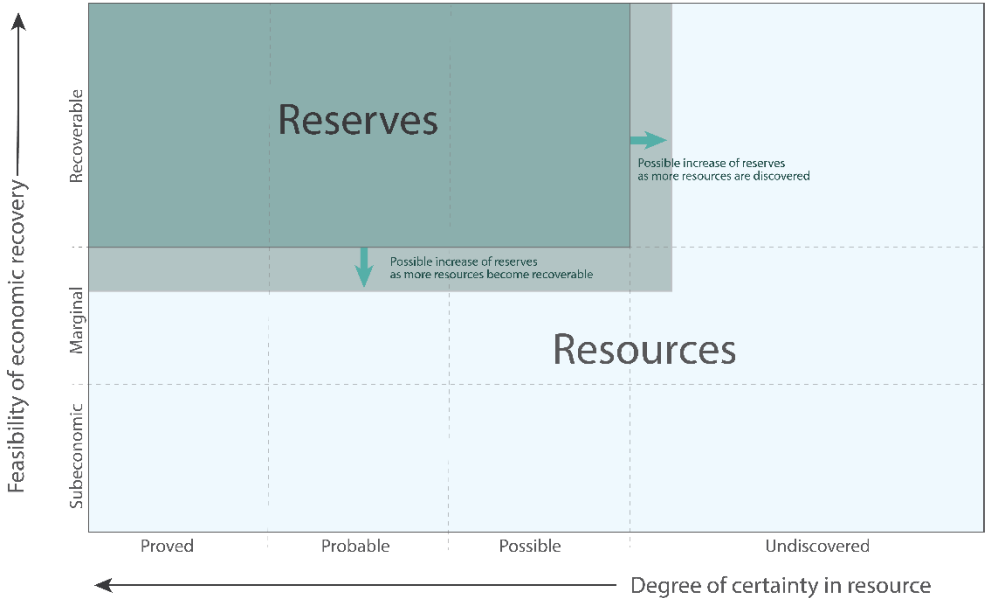 Feasibility of economic recovery
Recoverable
Marginal
Subeconomic
Reserves
Possible increase of reserves
as more resources are discovered
Possible increase of reserves
as more resources become recoverable
Resources
Proved
Probable
Possible
Undiscovered
Degree of certainty in resource